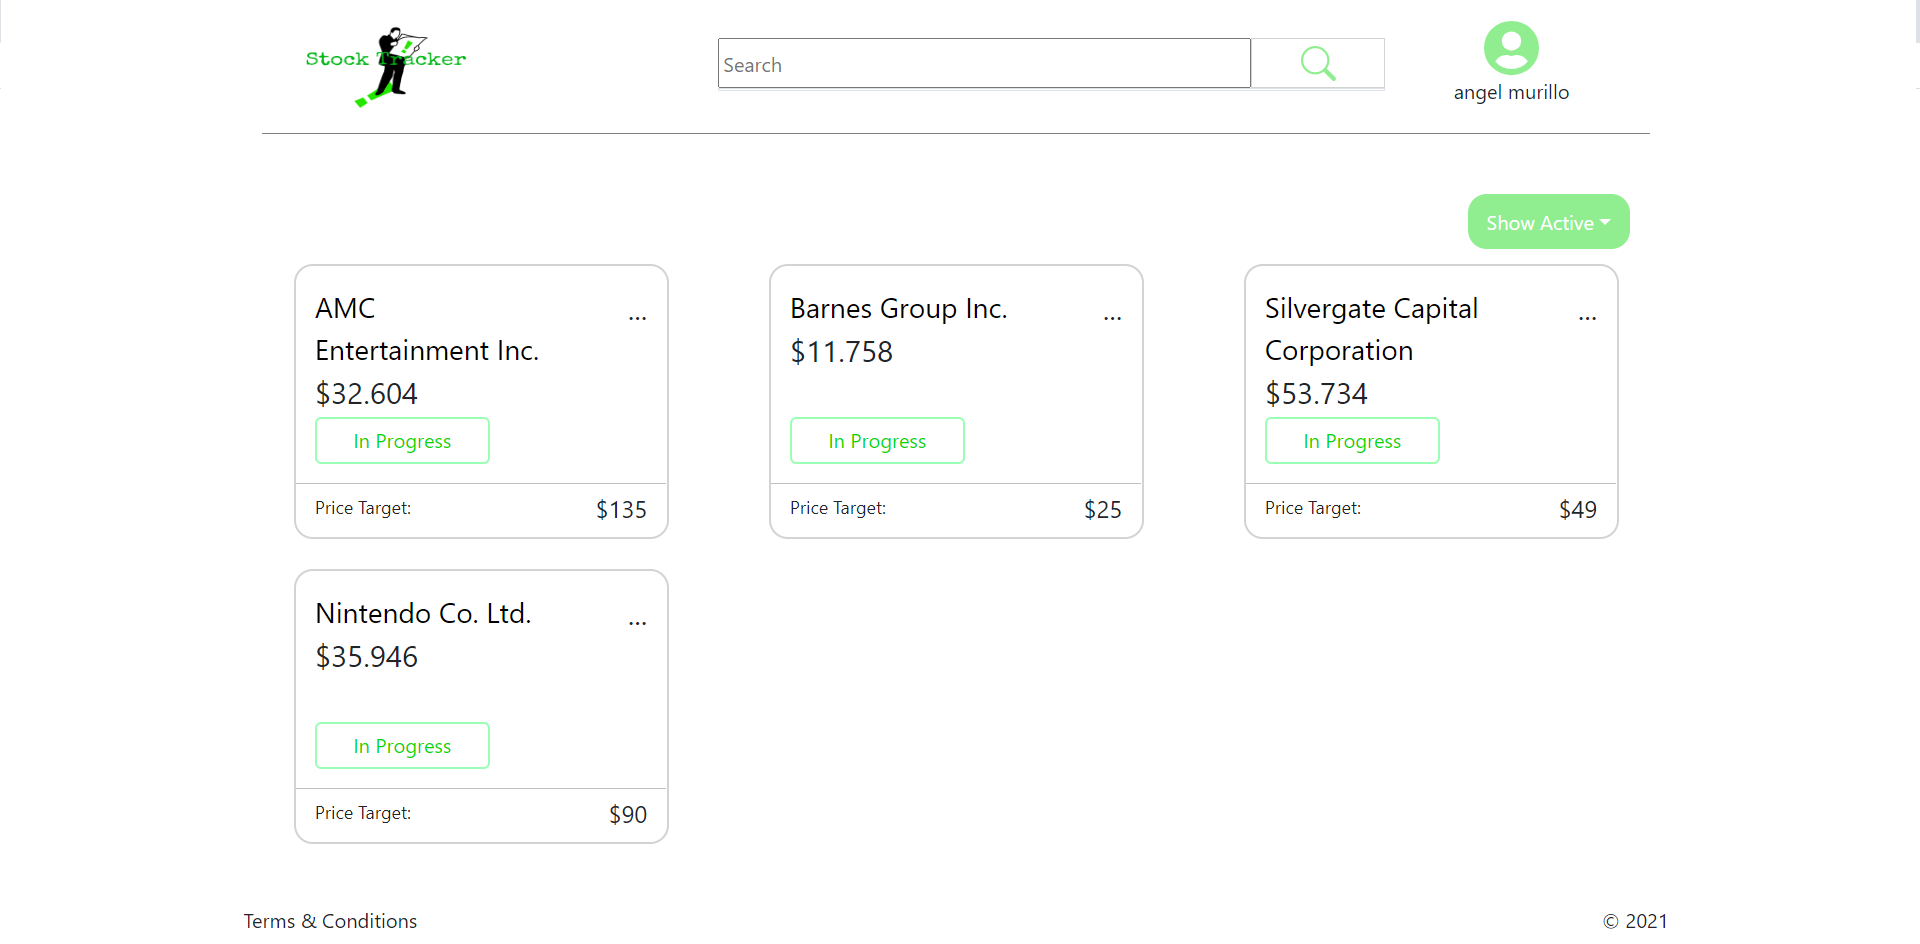 Stock Tracker
Search
angel murillo
Show Active
AMC
Entertainment Inc.
...
$32.604
In Progress
Price Target:
$135
Barnes Group Inc.
...
$11.758
In Progress
Price Target:
$25
Silvergate Capital
Corporation
...
$53.734
In Progress
Price Target:
$49
Nintendo Co. Ltd.
...
$35.946
In Progress
Price Target:
$90
Terms & Conditions
© 2021